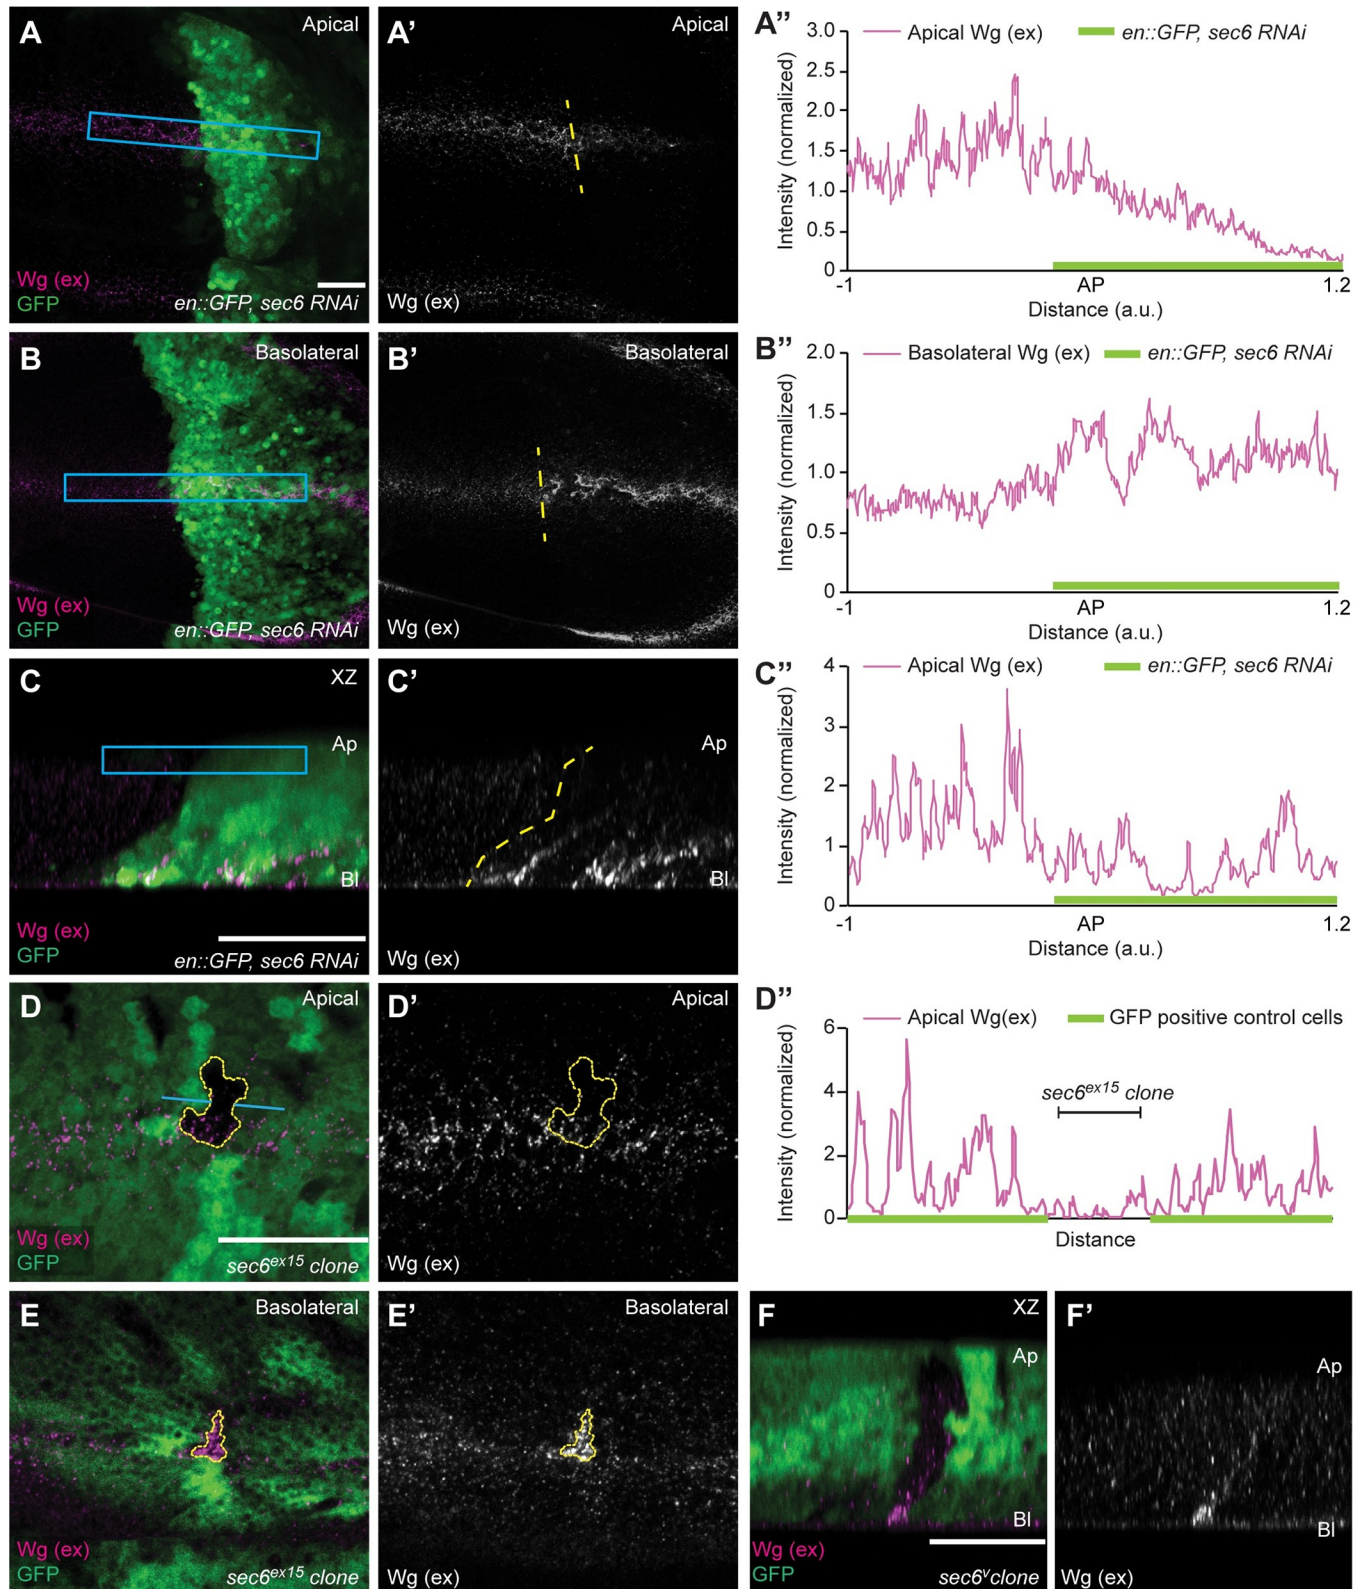 A
Apical
Wg (ex)
GFP
en::GFP, sec6 RNAi
A’
Apical
Wg (ex)
A”
Apical Wg (ex)
en::GFP, sec6 RNAi
Intensity (normalized)
3.0
2.5
2.0
1.5
1.0
0.5
0
-1
AP
1.2
Distance (a.u.)
B
Basolateral
Wg (ex)
GFP
en::GFP, sec6 RNAi
B’
Basolateral
Wg (ex)
B”
Basolateral Wg (ex)
en::GFP, sec6 RNAi
Intensity (normalized)
2.0
1.5
1.0
0.5
0
-1
AP
1.2
Distance (a.u.)
C
XZ
Ap
Bl
Wg (ex)
GFP
en::GFP, sec6 RNAi
C’
Ap
Bl
Wg (ex)
C”
Apical Wg (ex)
en::GFP, sec6 RNAi
Intensity (normalized)
4
3
2
1
0
-1
AP
1.2
Distance (a.u.)
D
Apical
Wg (ex)
GFP
sec6ex15 clone
D’
Apical
Wg (ex)
D”
Apical Wg(ex)
GFP positive control cells
Intensity (normalized)
6
4
2
0
sec6ex15 clone
Distance
E
Basolateral
Wg (ex)
GFP
sec6ex15 clone
E’
Basolateral
Wg (ex)
F
XZ
Ap
Bl
Wg (ex)
GFP
sec6vclone
F’
Ap
Bl
Wg (ex)